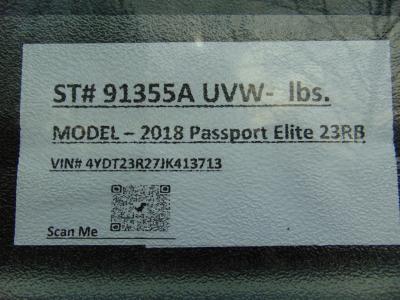 ST# 91355A UVW- lbs.
MODEL – 2018 Passport Elite 23RB
VIN# 4YDT23R27JK413713
Scan Me